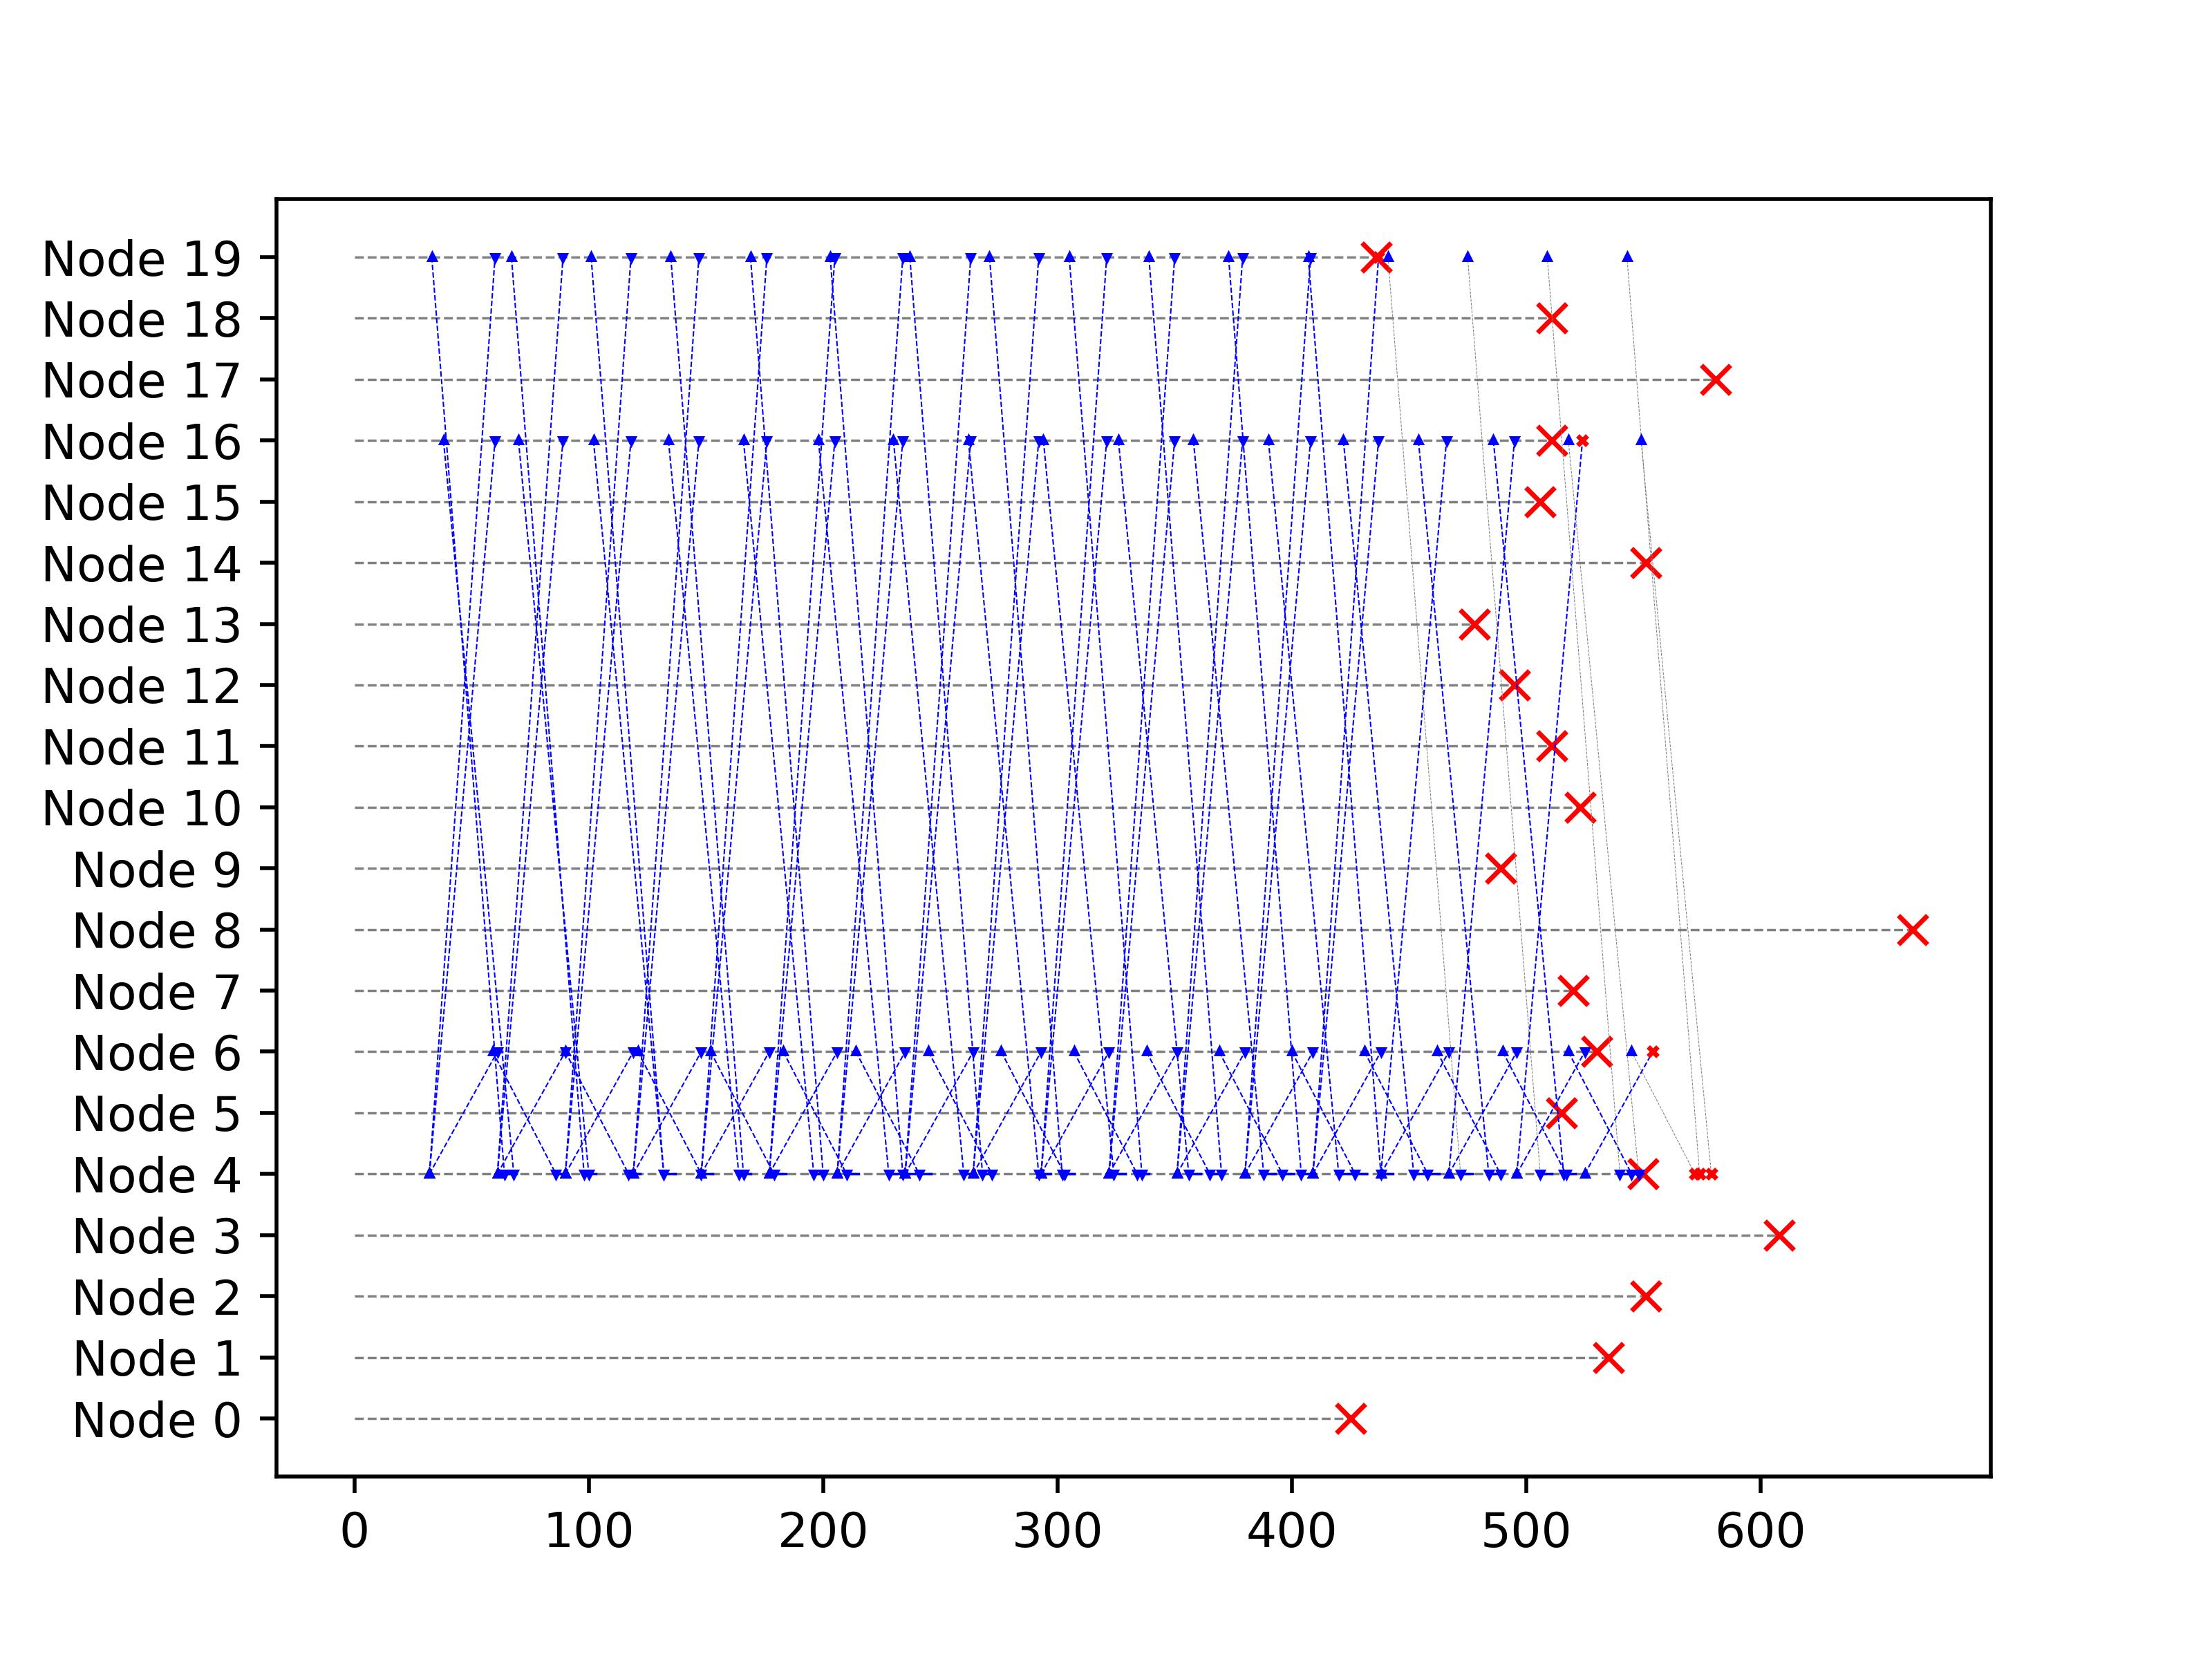 Node 19
Node 18
Node 17
Node 16
Node 15
Node 14
Node 13
Node 12
Node 11
Node 10
Node 9
Node 8
Node 7
Node 6
Node 5
Node 4
Node 3
Node 2
Node 1
Node 0
0 100 200 300 400 500 600